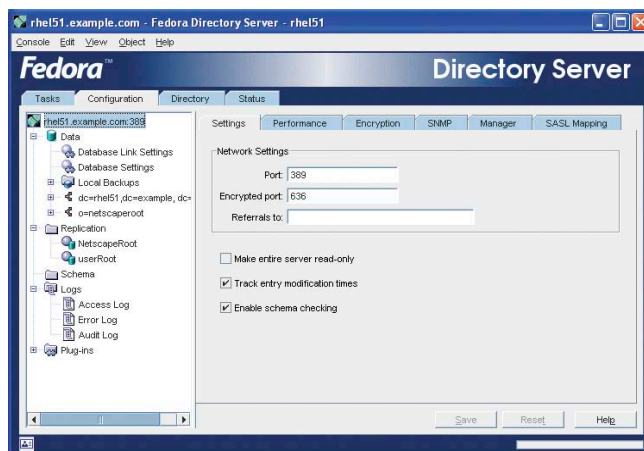 rhel51.example.com - Fedora Directory Server - rhel51
Console Edit View Object Help
Fedora™ Directory Server
Tasks Configuration Directory Status
rhel51.example.com:389
Data
Database Link Settings
Database Settings
Local Backups
dc=rhel51,dc=example, dc=
o=netscaperoot
Replication
NetscapeRoot
userRoot
Schema
Logs
Access Log
Error Log
Audit Log
Plug-ins
Settings Performance Encryption SNMP Manager SASL Mapping
Network Settings
Port: 389
Encrypted port: 636
Referrals to:
Make entire server read-only
Track entry modification times
Enable schema checking
Save Reset Help